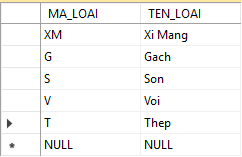 MA_LOAI TEN_LOAI
XM Xi Mang
G Gach
S Son
V Voi
T Thep
NULL NULL